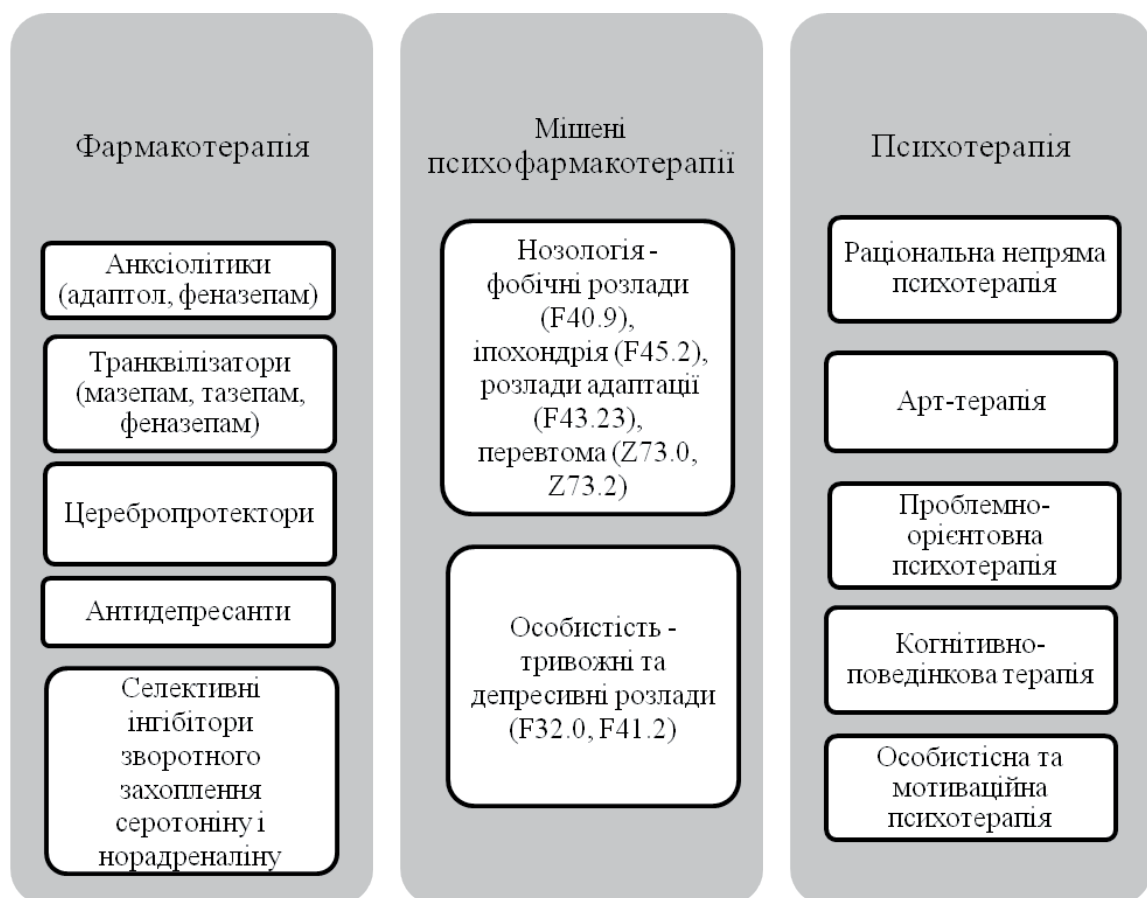 Фармакотерапія
Анксіолітики
(адаптол, феназепам)
Транквілізатори
(мазепам, тазепам,
феназепам)
Церебропротектори
Антидепресанти
Селективні
інгібітори
зворотного
захоплення
серотоніну і
норадреналіну
Мішені
психофармакотерапії
Нозологія -
фобічні розлади
(F40.9),
іпохондрія (F45.2),
розлади адаптації
(F43.23),
перевтома (Z73.0,
Z73.2)
Особистість -
тривожні та
депресивні розлади
(F32.0, F41.2)
Психотерапія
Раціональна непряма
психотерапія
Арт-терапія
Проблемно-
орієнтовна
психотерапія
Когнітивно-
поведінкова терапія
Особистісна та
мотиваційна
психотерапія